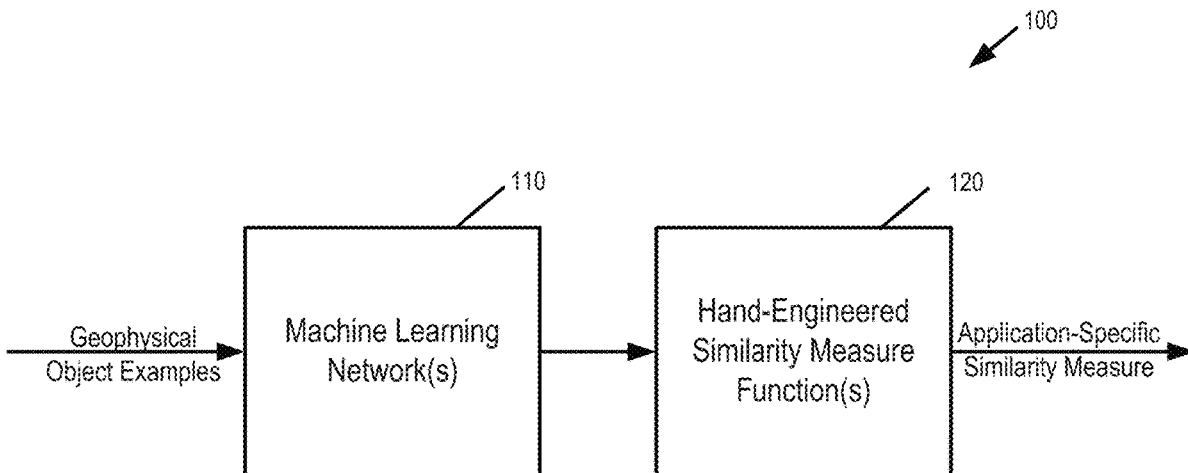 100
110
120
Geophysical
Object Examples
Machine Learning
Network(s)
Hand-Engineered
Similarity Measure
Function(s)
Application-Specific
Similarity Measure